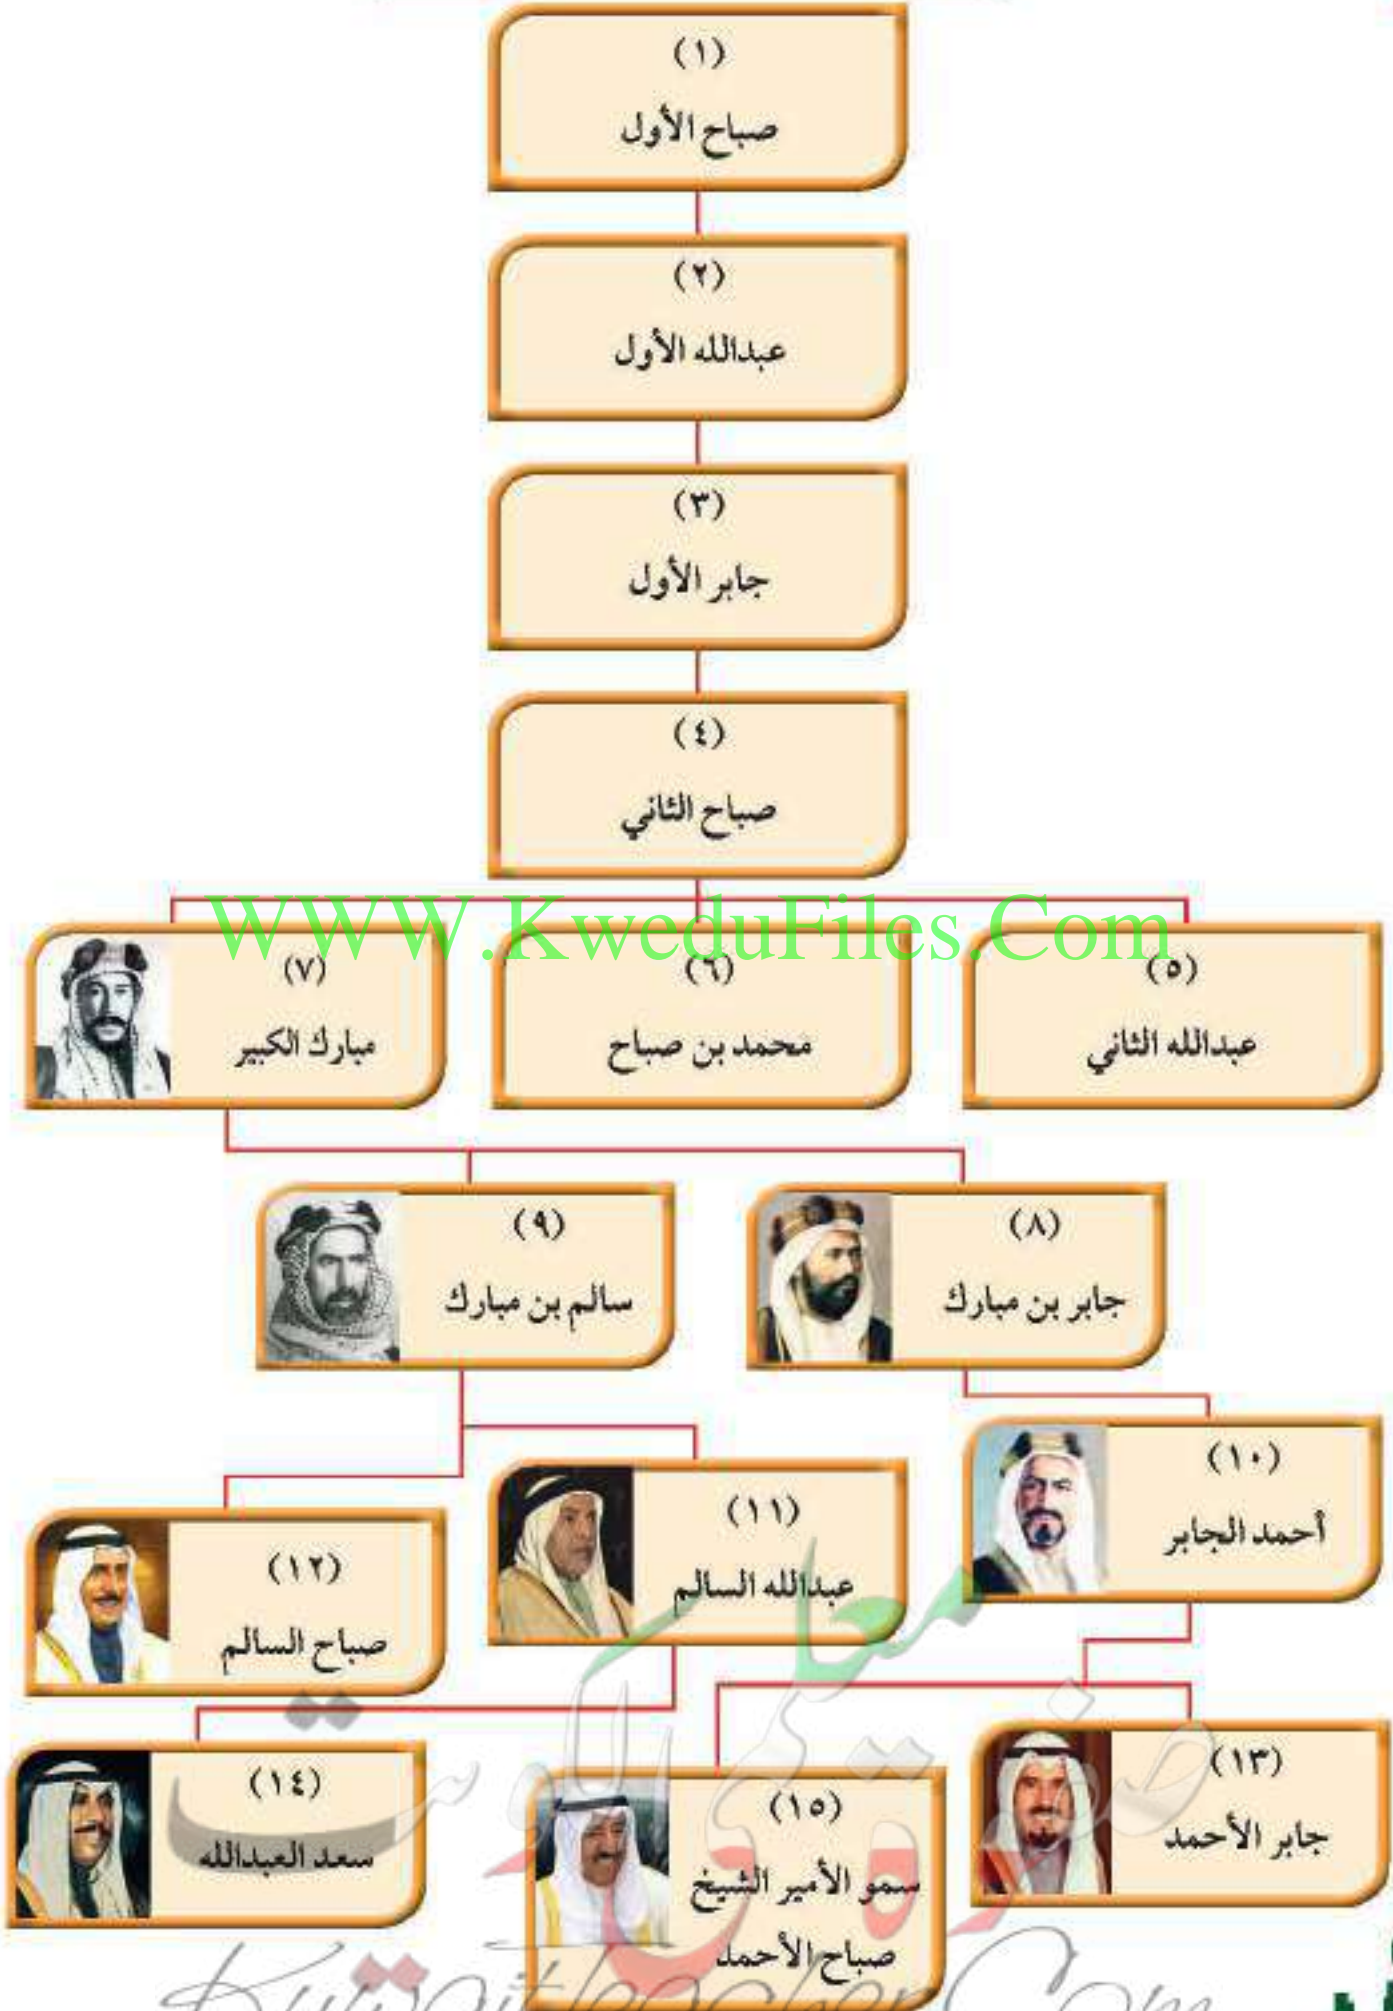 (١)
صباح الأول
(٢)
عبدالله الأول
(٣)
جابر الأول
(٤)
صباح الثاني
WWW.KweduFiles.Com
(٥)
عبدالله الثاني
(٦)
محمد بن صباح
(٧)
مبارك الكبير
(٨)
جابر بن مبارك
(٩)
سالم بن مبارك
(١٠)
أحمد الجابر
(١١)
عبدالله السالم
(١٢)
صباح السالم
(١٣)
جابر الأحمد
(١٤)
سعد العبدالله
(١٥)
سمو الأمير الشيخ
صباح الأحمد